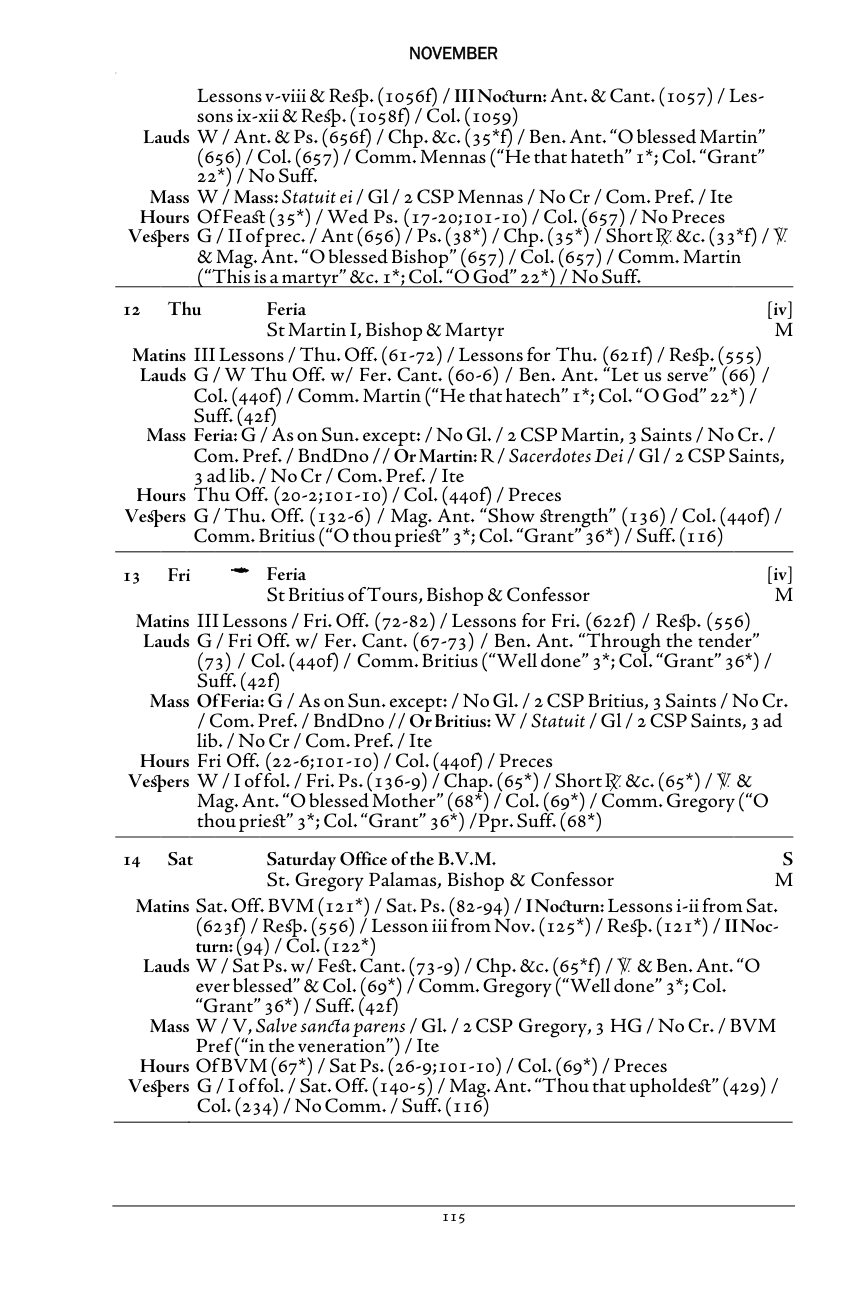 NOVEMBER
Lessons v-viii & Resp. (1056f) / III Nocturn: Ant. & Cant. (1057) / Les-
sons ix-xii & Resp. (1058f) / Col. (1059)
Lauds W / Ant. & Ps. (656f) / Chp. &c. (35*f) / Ben. Ant. “O blessed Martin”
(656) / Col. (657) / Comm. Mennas (“He that hateth” 1*; Col. “Grant”
22*) / No Suff.
Mass W / Mass: Statuit ei / Gl / 2 CSP Mennas / No Cr / Com. Pref. / Ite
Hours Of Feast (35*) / Wed Ps. (17-20;101-10) / Col. (657) / No Preces
Vespers G / II of prec. / Ant (656) / Ps. (38*) / Chp. (35*) / Short ℟ &c. (33*f) / ℣
& Mag. Ant. “O blessed Bishop” (657) / Col. (657) / Comm. Martin
(“This is a martyr” &c. 1*; Col. “O God” 22*) / No Suff.
12 Thu Feria [iv]
St Martin I, Bishop & Martyr M
Matins III Lessons / Thu. Off. (61-72) / Lessons for Thu. (621f) / Resp. (555)
Lauds G / W Thu Off. w/ Fer. Cant. (60-6) / Ben. Ant. “Let us serve” (66) /
Col. (440f) / Comm. Martin (“He that hatech” 1*; Col. “O God” 22*) /
Suff. (42f)
Mass Feria: G / As on Sun. except: / No Gl. / 2 CSP Martin, 3 Saints / No Cr. /
Com. Pref. / BndDno // Or Martin: R / Sacerdotes Dei / Gl / 2 CSP Saints,
3 ad lib. / No Cr / Com. Pref. / Ite
Hours Thu Off. (20-2;101-10) / Col. (440f) / Preces
Vespers G / Thu. Off. (132-6) / Mag. Ant. “Show strength” (136) / Col. (440f) /
Comm. Britius (“O thou priest” 3*; Col. “Grant” 36*) / Suff. (116)
13 Fri Feria [iv]
St Britius of Tours, Bishop & Confessor M
Matins III Lessons / Fri. Off. (72-82) / Lessons for Fri. (622f) / Resp. (556)
Lauds G / Fri Off. w/ Fer. Cant. (67-73) / Ben. Ant. “Through the tender”
(73) / Col. (440f) / Comm. Britius (“Well done” 3*; Col. “Grant” 36*) /
Suff. (42f)
Mass Of Feria: G / As on Sun. except: / No Gl. / 2 CSP Britius, 3 Saints / No Cr.
/ Com. Pref. / BndDno // Or Britius: W / Statuit / Gl / 2 CSP Saints, 3 ad
lib. / No Cr / Com. Pref. / Ite
Hours Fri Off. (22-6;101-10) / Col. (440f) / Preces
Vespers W / I of fol. / Fri. Ps. (136-9) / Chap. (65*) / Short ℟ &c. (65*) / ℣ &
Mag. Ant. “O blessed Mother” (68*) / Col. (69*) / Comm. Gregory (“O
thou priest” 3*; Col. “Grant” 36*) /Ppr. Suff. (68*)
14 Sat Saturday Office of the B.V.M. S
St. Gregory Palamas, Bishop & Confessor M
Matins Sat. Off. BVM (121*) / Sat. Ps. (82-94) / I Nocturn: Lessons i-ii from Sat.
(623f) / Resp. (556) / Lesson iii from Nov. (125*) / Resp. (121*) / II Noc-
turn: (94) / Col. (122*)
Lauds W / Sat Ps. w/ Fest. Cant. (73-9) / Chp. &c. (65*f) / ℣ & Ben. Ant. “O
ever blessed” & Col. (69*) / Comm. Gregory (“Well done” 3*; Col.
“Grant” 36*) / Suff. (42f)
Mass W / V, Salve sancta parens / Gl. / 2 CSP Gregory, 3 HG / No Cr. / BVM
Pref (“in the veneration”) / Ite
Hours Of BVM (67*) / Sat Ps. (26-9;101-10) / Col. (69*) / Preces
Vespers G / I of fol. / Sat. Off. (140-5) / Mag. Ant. “Thou that upholdest” (429) /
Col. (234) / No Comm. / Suff. (116)
115